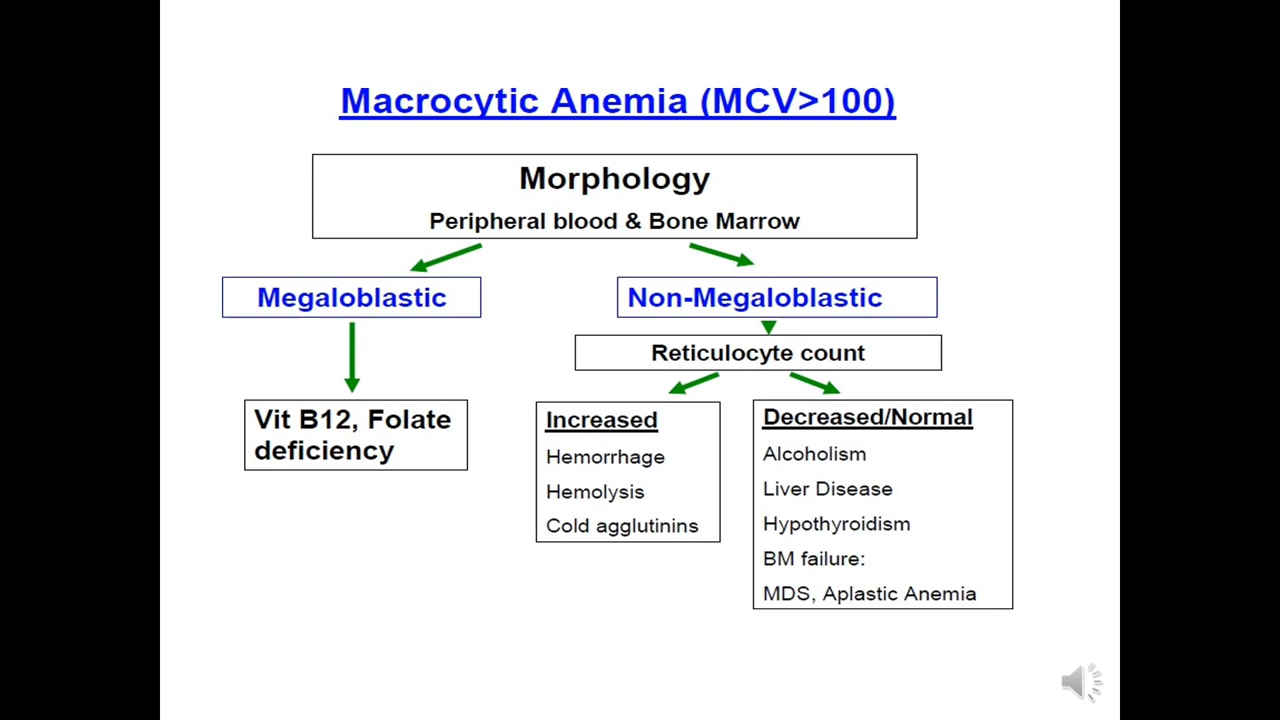 Macrocytic Anemia (MCV>100)
Morphology
Peripheral blood & Bone Marrow
Megaloblastic
Non-Megaloblastic
Reticulocyte count
Vit B12, Folate
deficiency
Increased
Hemorrhage
Hemolysis
Cold agglutinins
Decreased/Normal
Alcoholism
Liver Disease
Hypothyroidism
BM failure:
MDS, Aplastic Anemia